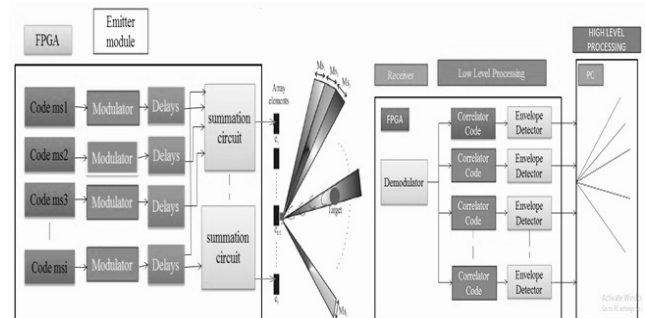 FPGA
Emitter
module
Code ms1
Modulator
Delays
Code ms2
Modulator
Delays
Code ms3
Modulator
Delays
Code msi
Modulator
Delays
summation
circuit
summation
circuit
Array
elements
Target
Receiver
Low Level Processing
HIGH LEVEL
PROCESSING
PC
FPGA
Demodulator
Correlator
Code
Envelope
Detector
Correlator
Code
Envelope
Detector
Correlator
Code
Envelope
Detector
Correlator
Code
Envelope
Detector